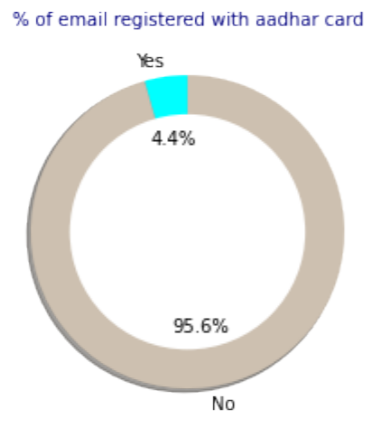 % of email registered with aadhar card
Yes
4.4%
95.6%
No